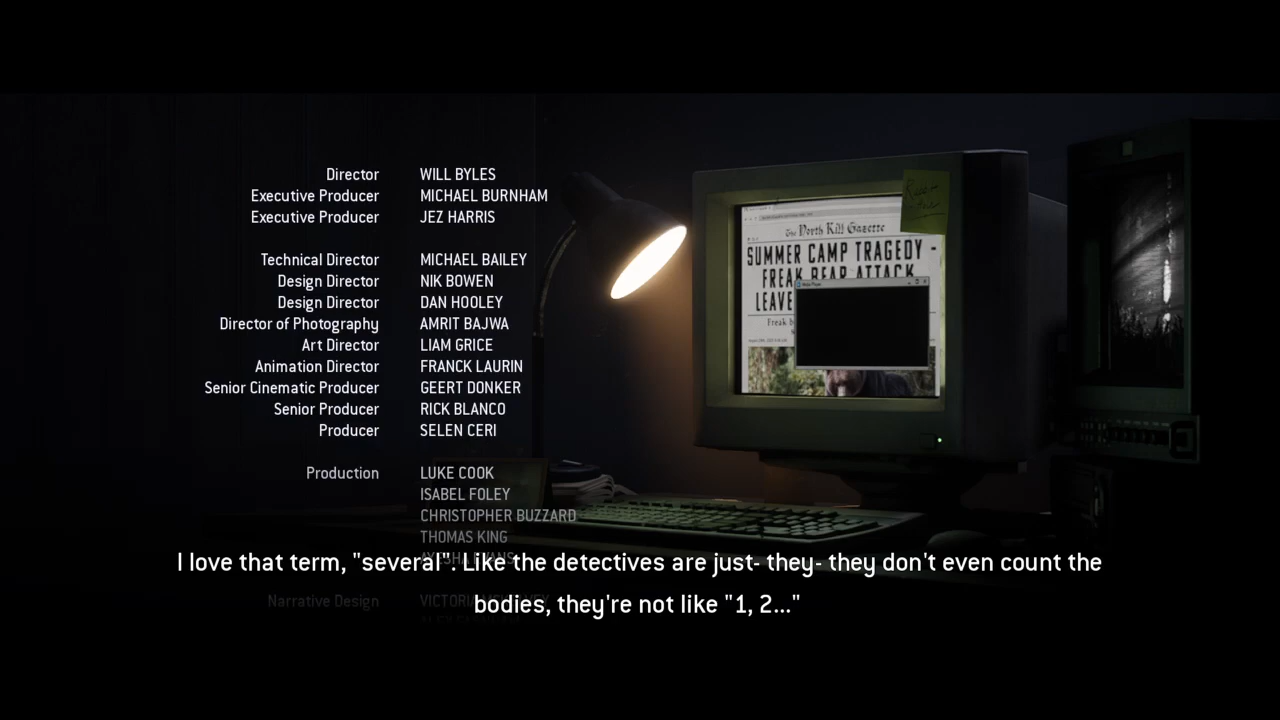 Director WILL BYLES
Executive Producer MICHAEL BURNHAM
Executive Producer JEZ HARRIS
Technical Director MICHAEL BAILEY
Design Director NIK BOWEN
Design Director DAN HOOLEY
Director of Photography AMRIT BAJWA
Art Director LIAM GRICE
Animation Director FRANCK LAURIN
Senior Cinematic Producer GEERT DONKER
Senior Producer RICK BLANCO
Producer SELEN CERI
Production LUKE COOK
ISABEL FOLEY
CHRISTOPHER BUZZARD
THOMAS KING
Narrative Design
I love that term, "several". Like the detectives are just- they- they don't even count the
bodies, they're not like "1, 2..."
The North Kill Gazette
SUMMER CAMP TRAGEDY -
FREAK BEAR ATTACK
LEAVE
Freak b